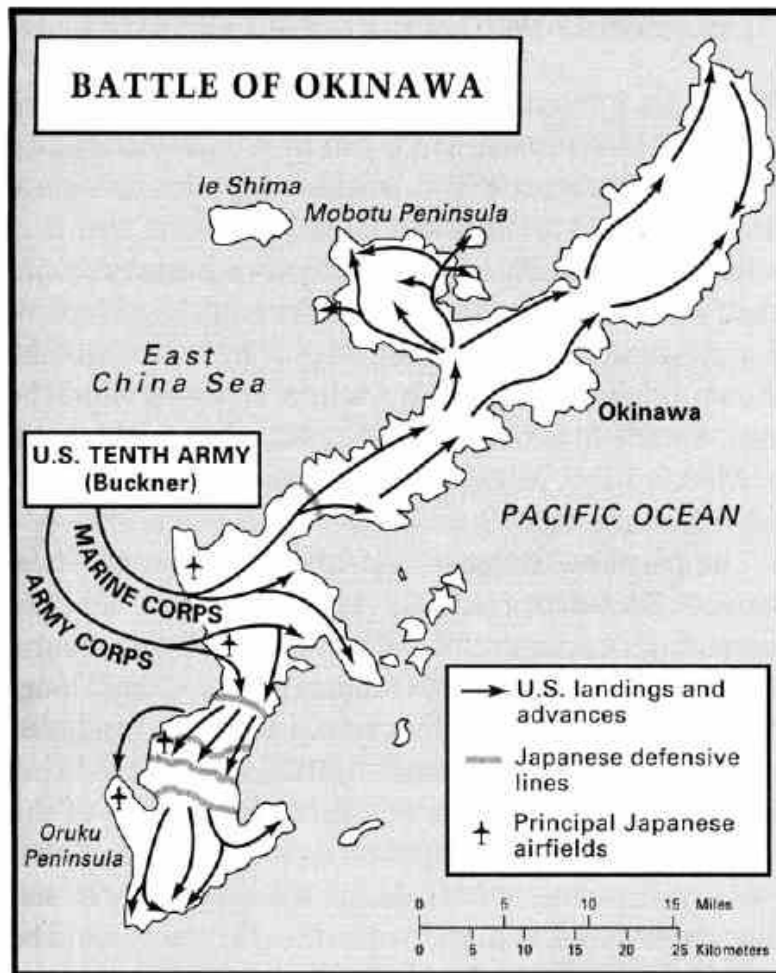 BATTLE OF OKINAWA
Ie Shima
Mobotu Peninsula
East
China Sea
Okinawa
U.S. TENTH ARMY
(Buckner)
PACIFIC OCEAN
MARINE CORPS
ARMY CORPS
U.S. landings and
advances
Japanese defensive
lines
Principal Japanese
airfields
Oruku
Peninsula
0 5 10 15 Miles
0 5 10 15 20 25 Kilometers